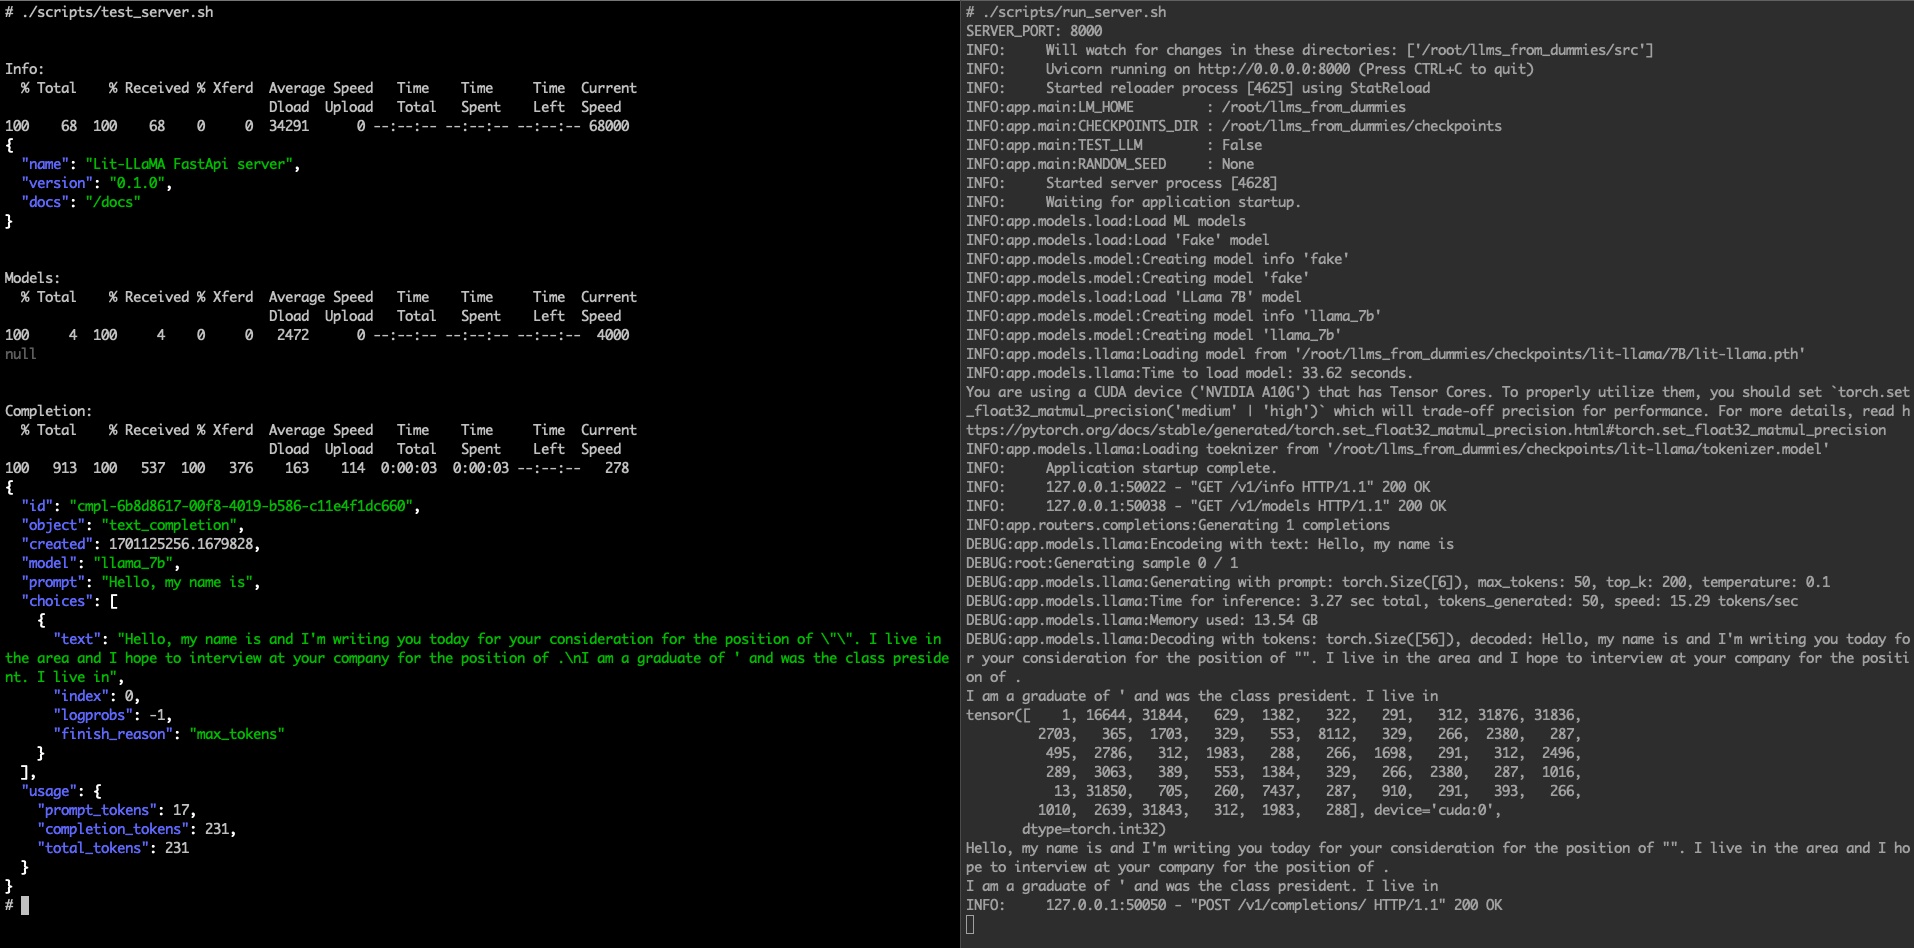 # ./scripts/test_server.sh
Info:
% Total % Received % Xferd Average Speed Time Time Time Current
Dload Upload Total Spent Left Speed
100 68 100 68 0 0 34291 0 --:--:-- --:--:-- --:--:-- 68000
{
"name": "Lit-LLaMA FastApi server",
"version": "0.1.0",
"docs": "/docs"
}
Models:
% Total % Received % Xferd Average Speed Time Time Time Current
Dload Upload Total Spent Left Speed
100 4 100 4 0 0 2472 0 --:--:-- --:--:-- --:--:-- 4000
null
Completion:
% Total % Received % Xferd Average Speed Time Time Time Current
Dload Upload Total Spent Left Speed
100 913 100 537 100 376 163 114 0:00:03 0:00:03 --:--:-- 278
{
"id": "cmpl-6b8d8617-00f8-4019-b586-c11e4f1dc660",
"object": "text_completion",
"created": 1701125256.1679828,
"model": "llama_7b",
"prompt": "Hello, my name is",
"choices": [
{
"text": "Hello, my name is and I'm writing you today for your consideration for the position of \"\". I live in
the area and I hope to interview at your company for the position of .\nI am a graduate of ' and was the class preside
nt. I live in",
"index": 0,
"logprobs": -1,
"finish_reason": "max_tokens"
}
],
"usage": {
"prompt_tokens": 17,
"completion_tokens": 231,
"total_tokens": 231
}
}
#
# ./scripts/run_server.sh
SERVER_PORT: 8000
INFO: Will watch for changes in these directories: ['/root/llms_from_dummies/src']
INFO: Uvicorn running on http://0.0.0.0:8000 (Press CTRL+C to quit)
INFO: Started reloader process [4625] using StatReload
INFO:app.main:LM_HOME : /root/llms_from_dummies
INFO:app.main:CHECKPOINTS_DIR : /root/llms_from_dummies/checkpoints
INFO:app.main:TEST_LLM : False
INFO:app.main:RANDOM_SEED : None
INFO: Started server process [4628]
INFO: Waiting for application startup.
INFO:app.models.load:Load ML models
INFO:app.models.load:Load 'Fake' model
INFO:app.models.model:Creating model info 'fake'
INFO:app.models.model:Creating model 'fake'
INFO:app.models.load:Load 'LLama 7B' model
INFO:app.models.model:Creating model info 'llama_7b'
INFO:app.models.model:Creating model 'llama_7b'
INFO:app.models.llama:Loading model from '/root/llms_from_dummies/checkpoints/lit-llama/7B/lit-llama.pth'
INFO:app.models.llama:Time to load model: 33.62 seconds.
You are using a CUDA device ('NVIDIA A10G') that has Tensor Cores. To properly utilize them, you should set `torch.set
_float32_matmul_precision('medium' | 'high')` which will trade-off precision for performance. For more details, read h
ttps://pytorch.org/docs/stable/generated/torch.set_float32_matmul_precision.html#torch.set_float32_matmul_precision
INFO:app.models.llama:Loading toeknizer from '/root/llms_from_dummies/checkpoints/lit-llama/tokenizer.model'
INFO: Application startup complete.
INFO: 127.0.0.1:50022 - "GET /v1/info HTTP/1.1" 200 OK
INFO: 127.0.0.1:50038 - "GET /v1/models HTTP/1.1" 200 OK
INFO:app.routers.completions:Generating 1 completions
DEBUG:app.models.llama:Encodeing with text: Hello, my name is
DEBUG:root:Generating sample 0 / 1
DEBUG:app.models.llama:Generating with prompt: torch.Size([6]), max_tokens: 50, top_k: 200, temperature: 0.1
DEBUG:app.models.llama:Time for inference: 3.27 sec total, tokens_generated: 50, speed: 15.29 tokens/sec
DEBUG:app.models.llama:Memory used: 13.54 GB
DEBUG:app.models.llama:Decoding with tokens: torch.Size([56]), decoded: Hello, my name is and I'm writing you today fo
r your consideration for the position of "". I live in the area and I hope to interview at your company for the positi
on of .
I am a graduate of ' and was the class president. I live in
tensor([ 1, 16644, 31844, 629, 1382, 322, 291, 312, 31876, 31836,
2703, 365, 1703, 329, 553, 8112, 329, 266, 2380, 287,
495, 2786, 312, 1983, 288, 266, 1698, 291, 312, 2496,
289, 3063, 389, 553, 1384, 329, 266, 2380, 287, 1016,
13, 31850, 705, 260, 7437, 287, 910, 291, 393, 266,
1010, 2639, 31843, 312, 1983, 288], device='cuda:0',
dtype=torch.int32)
Hello, my name is and I'm writing you today for your consideration for the position of "". I live in the area and I ho
pe to interview at your company for the position of .
I am a graduate of ' and was the class president. I live in
INFO: 127.0.0.1:50050 - "POST /v1/completions/ HTTP/1.1" 200 OK